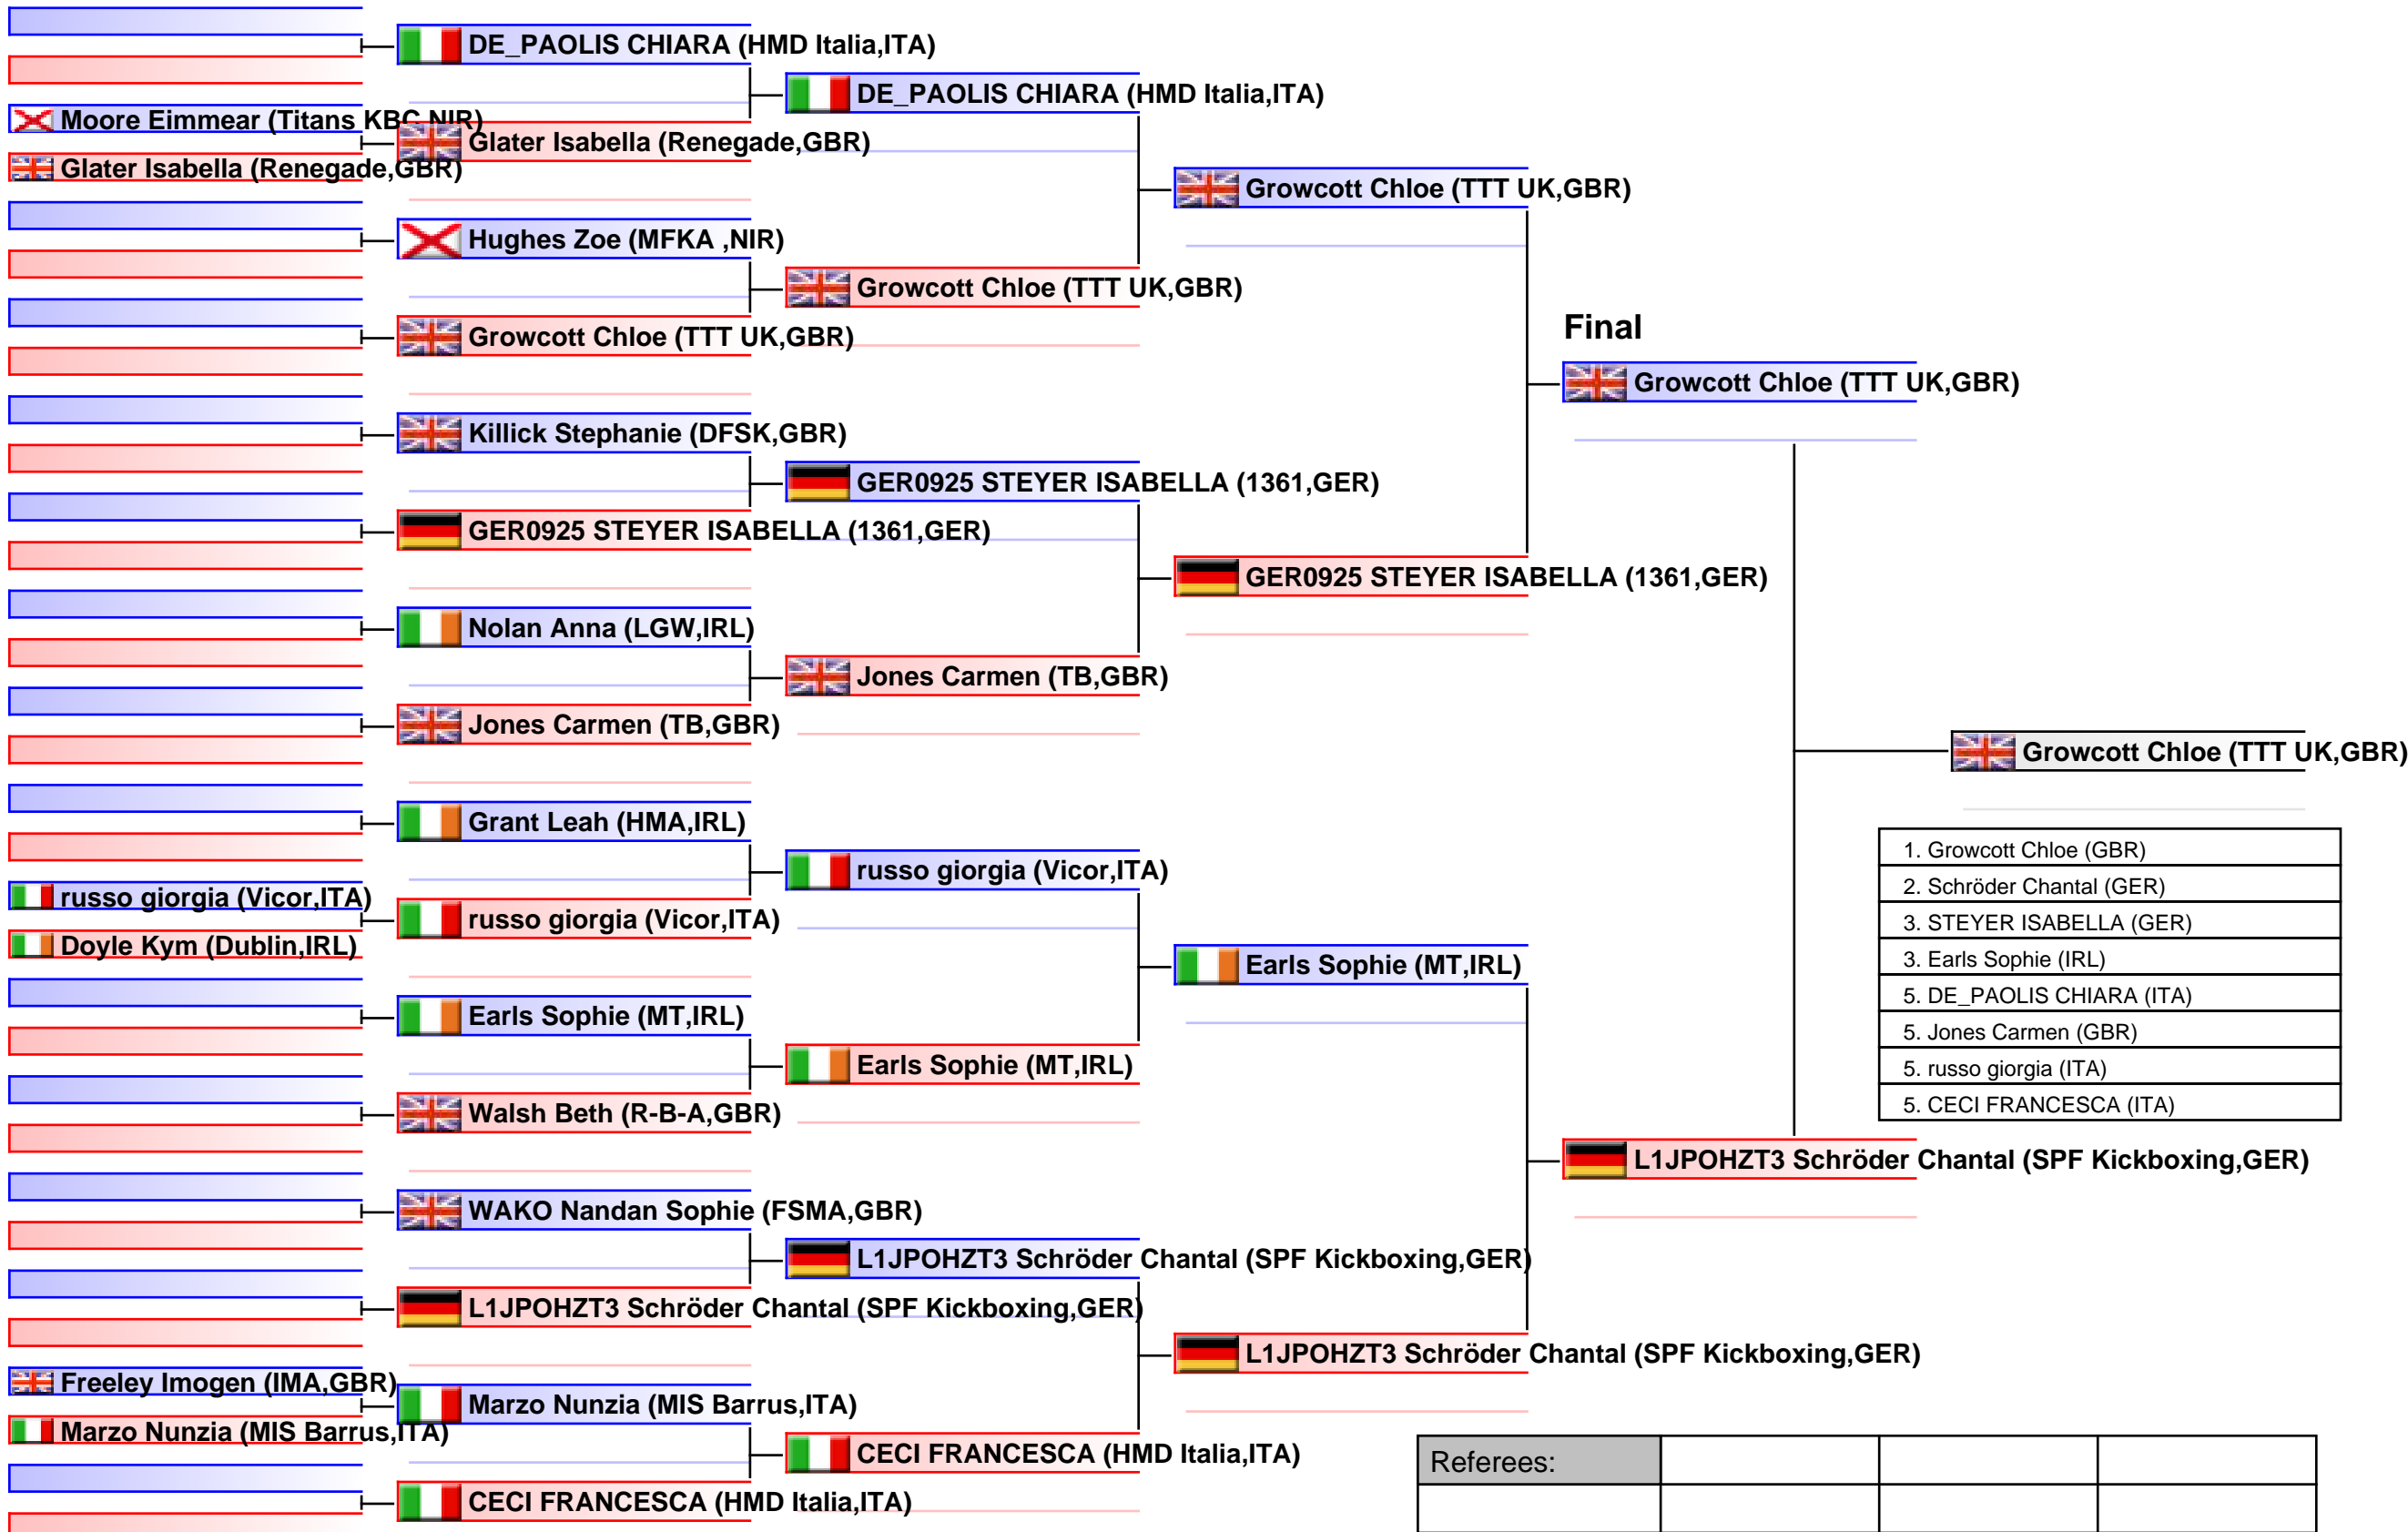 Moore Eimmear (Titans KBC,NIR)
Glater Isabella (Renegade,GBR)
russo giorgia (Vicor,ITA)
Doyle Kym (Dublin,IRL)
Freeley Imogen (IMA,GBR)
Marzo Nunzia (MIS Barrus,ITA)
DE_PAOLIS CHIARA (HMD Italia,ITA)
Glater Isabella (Renegade,GBR)
Hughes Zoe (MFKA ,NIR)
Growcott Chloe (TTT UK,GBR)
Killick Stephanie (DFSK,GBR)
GER0925 STEYER ISABELLA (1361,GER)
Nolan Anna (LGW,IRL)
Jones Carmen (TB,GBR)
Grant Leah (HMA,IRL)
russo giorgia (Vicor,ITA)
Earls Sophie (MT,IRL)
Walsh Beth (R-B-A,GBR)
WAKO Nandan Sophie (FSMA,GBR)
L1JPOHZT3 Schröder Chantal (SPF Kickboxing,GER)
Marzo Nunzia (MIS Barrus,ITA)
CECI FRANCESCA (HMD Italia,ITA)
DE_PAOLIS CHIARA (HMD Italia,ITA)
Growcott Chloe (TTT UK,GBR)
GER0925 STEYER ISABELLA (1361,GER)
Jones Carmen (TB,GBR)
russo giorgia (Vicor,ITA)
Earls Sophie (MT,IRL)
L1JPOHZT3 Schröder Chantal (SPF Kickboxing,GER)
CECI FRANCESCA (HMD Italia,ITA)
Growcott Chloe (TTT UK,GBR)
GER0925 STEYER ISABELLA (1361,GER)
Earls Sophie (MT,IRL)
L1JPOHZT3 Schröder Chantal (SPF Kickboxing,GER)
Final
Growcott Chloe (TTT UK,GBR)
L1JPOHZT3 Schröder Chantal (SPF Kickboxing,GER)
Growcott Chloe (TTT UK,GBR)
1. Growcott Chloe (GBR)
2. Schröder Chantal (GER)
3. STEYER ISABELLA (GER)
3. Earls Sophie (IRL)
5. DE_PAOLIS CHIARA (ITA)
5. Jones Carmen (GBR)
5. russo giorgia (ITA)
5. CECI FRANCESCA (ITA)
Referees: